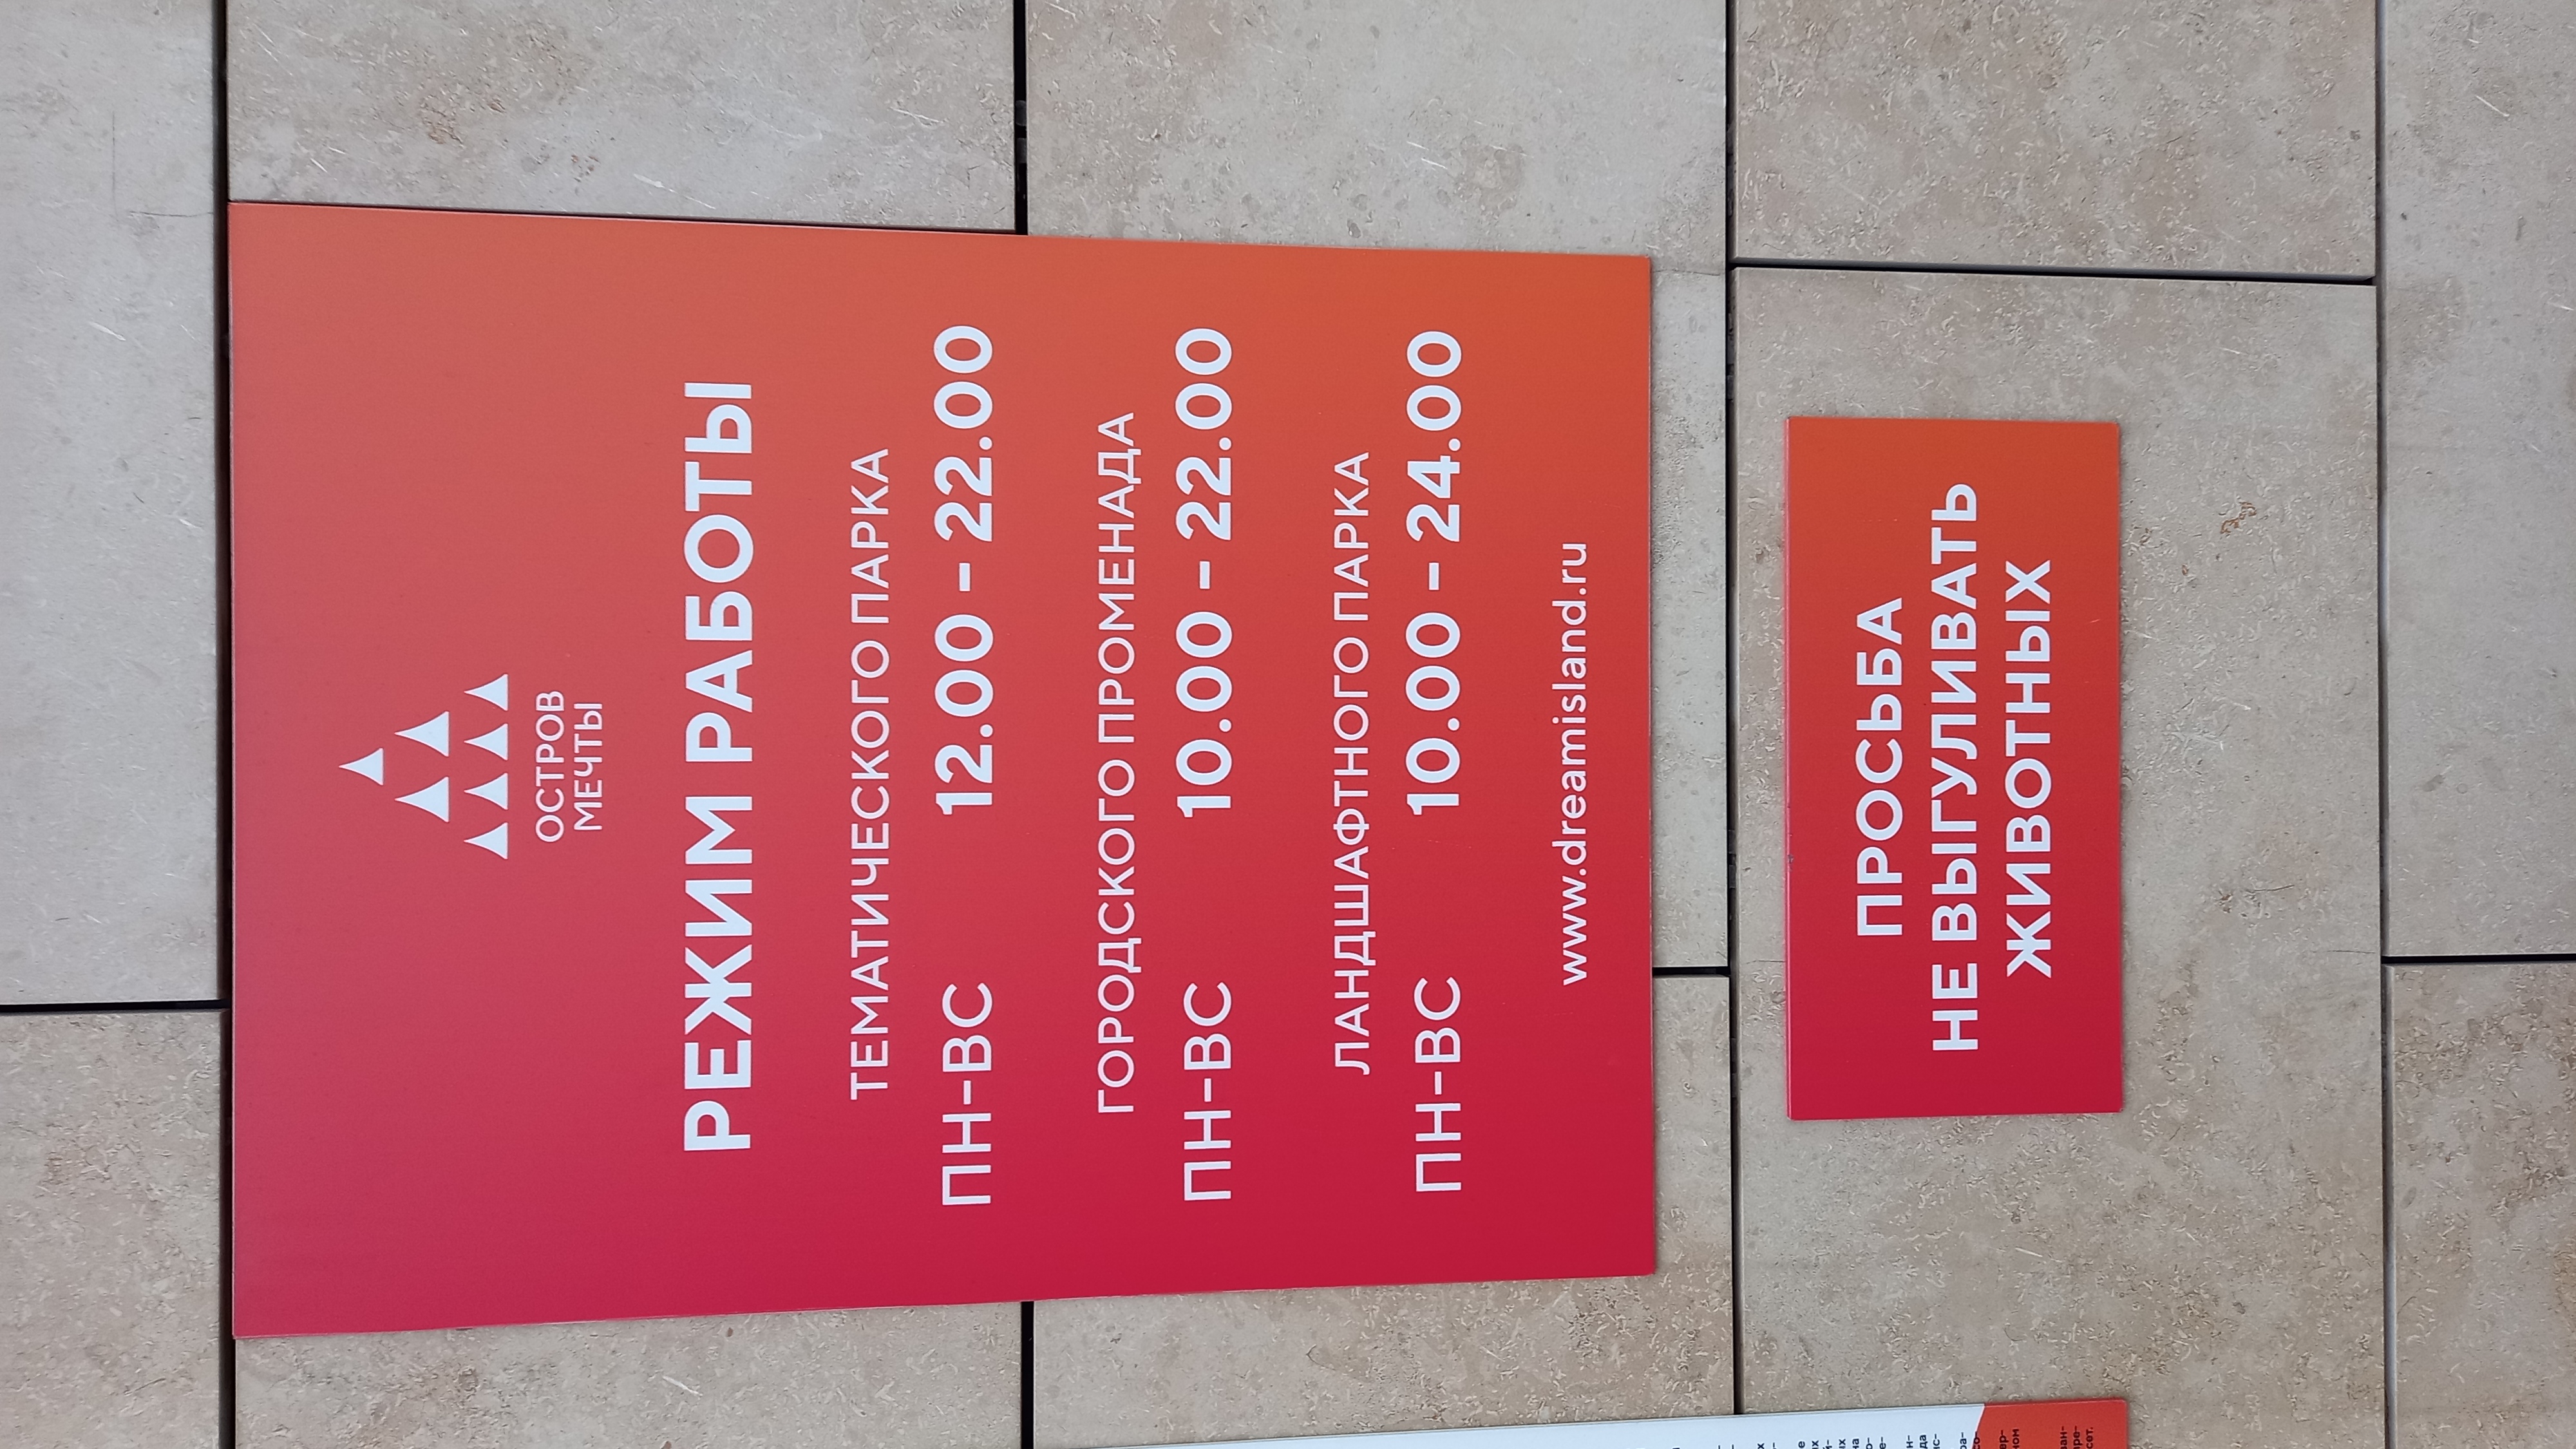 ОСТРОВ
МЕЧТЫ
РЕЖИМ РАБОТЫ
ТЕМАТИЧЕСКОГО ПАРКА
ПН-ВС 12.00 - 22.00
ГОРОДСКОГО ПРОМЕНАДА
ПН-ВС 10.00 - 22.00
ЛАНДШАФТНОГО ПАРКА
ПН-ВС 10.00 - 24.00
www.dreamisland.ru
ПРОСЬБА
НЕ ВЫГУЛИВАТЬ
ЖИВОТНЫХ